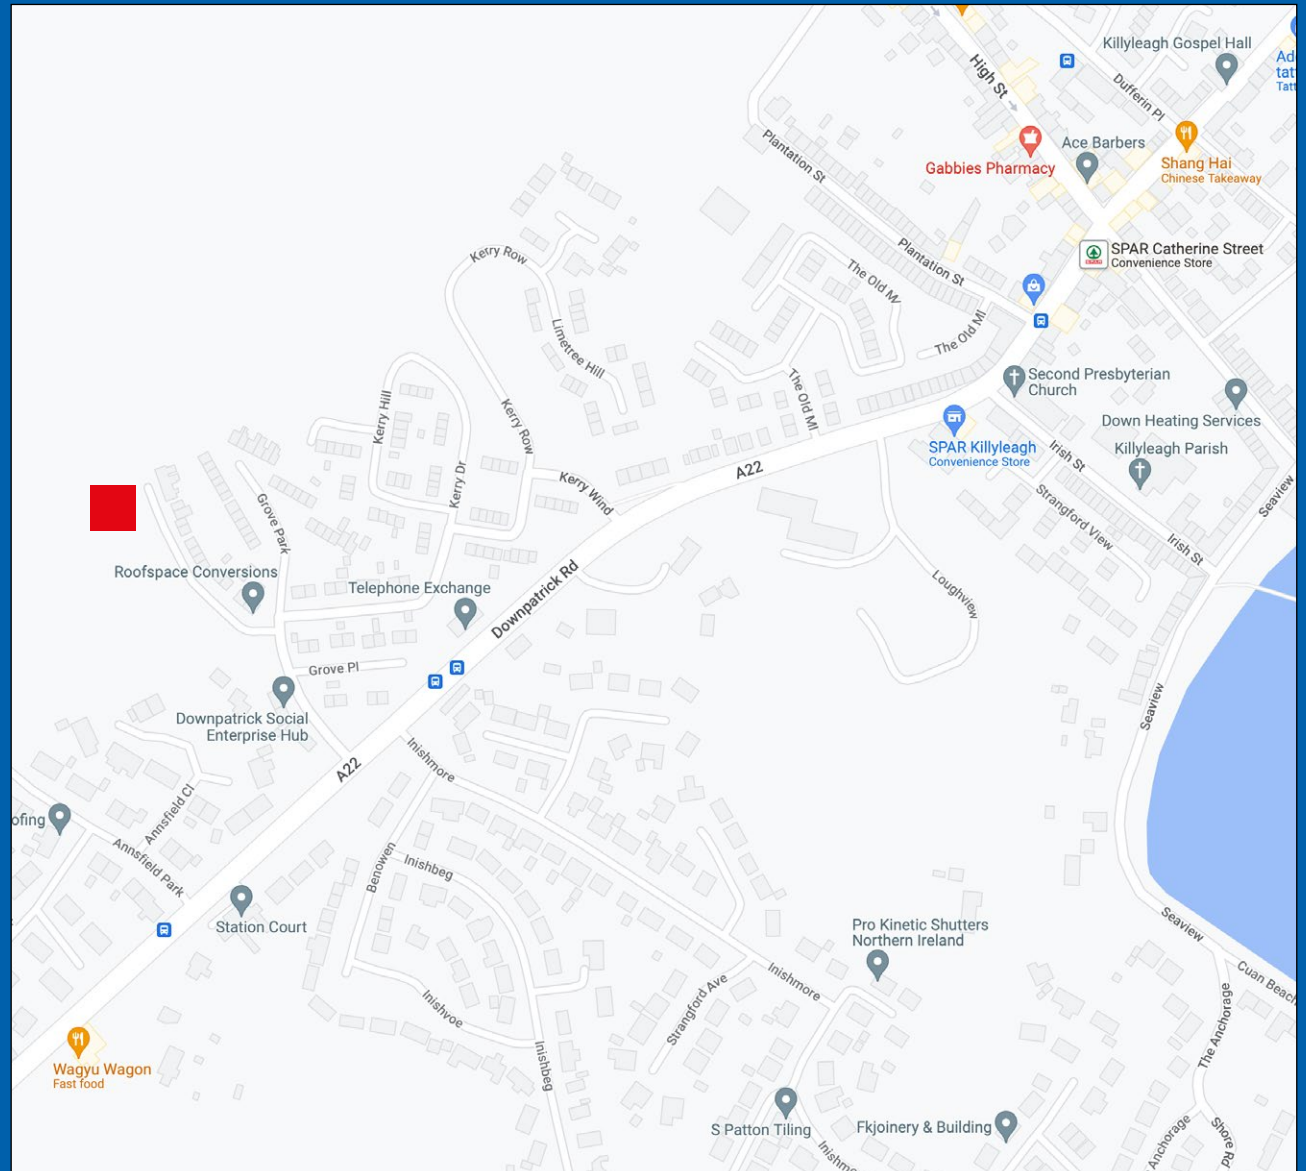 Killyleagh Gospel Hall
Ad
tat
Tatt
High St
Dufferin Pl
Ace Barbers
Plantation St
Gabbies Pharmacy
Shang Hai
Chinese Takeaway
SPAR Catherine Street
Convenience Store
Kerry Row
Plantation St
The Old M
Limetree Hill
The Old Ml
Second Presbyterian
Church
Kerry Hill
Kerry Row
The Old Ml
Down Heating Services
SPAR Killyleagh
Convenience Store
Irish St
Killyleagh Parish
A22
Kerry Dr
Kerry Wind
Seaview
Grove Park
Strangford View
Irish St
Roofspace Conversions
Telephone Exchange
Downpatrick Rd
Loughview
Grove Pl
Seaview
Downpatrick Social
Enterprise Hub
A22
Inishmore
ofing
Annsfield Cl
Annsfield Park
Benowen
Inishbeg
Station Court
Pro Kinetic Shutters
Northern Ireland
Seaview
Cuan Beach
Inishmore
Strangford Ave
Inishvoe
The Anchorage
Wagyu Wagon
Fast food
Inishbeg
S Patton Tiling
Fkjoinery & Building
Inishmo
Anchorage
Shore Rd